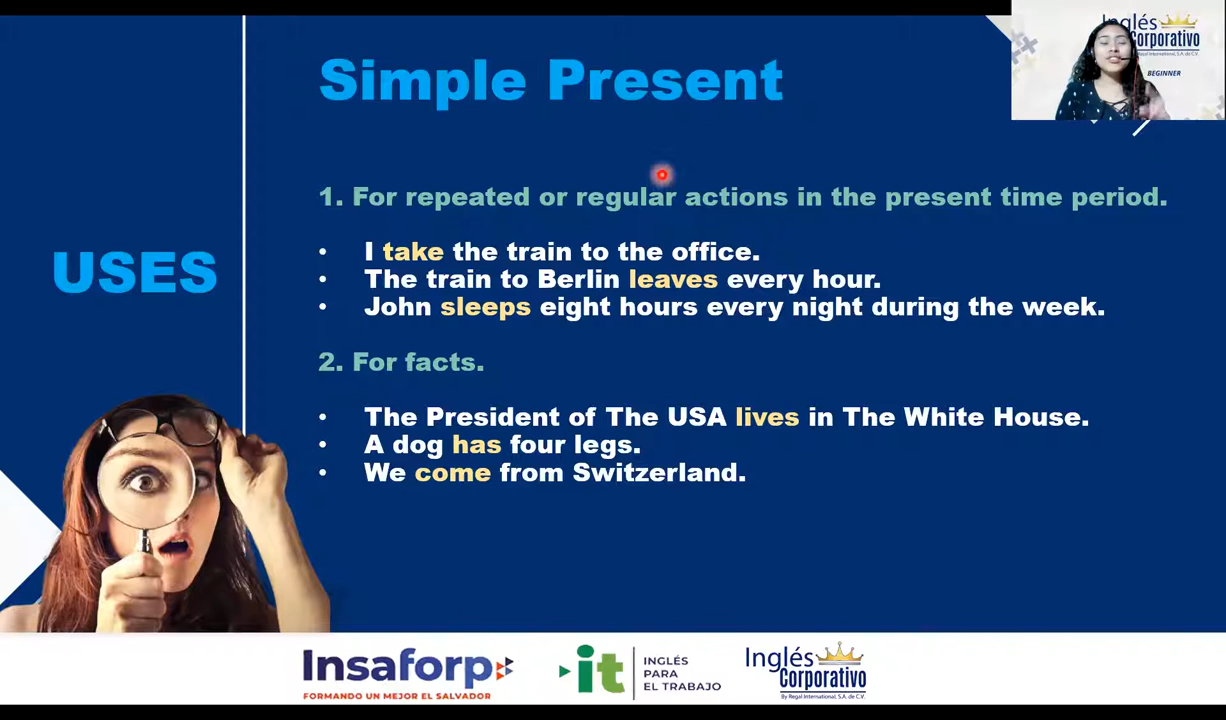 Simple Present
Inglés
Corporativo
By Regal International, S.A. de C.V.
BEGINNER
USES
1. For repeated or regular actions in the present time period.
• I take the train to the office.
• The train to Berlin leaves every hour.
• John sleeps eight hours every night during the week.
2. For facts.
• The President of The USA lives in The White House.
• A dog has four legs.
• We come from Switzerland.
Insaforp
FORMANDO UN MEJOR EL SALVADOR
it
INGLÉS
PARA
EL TRABAJO
Inglés
Corporativo
By Regal International, S.A. de C.V.